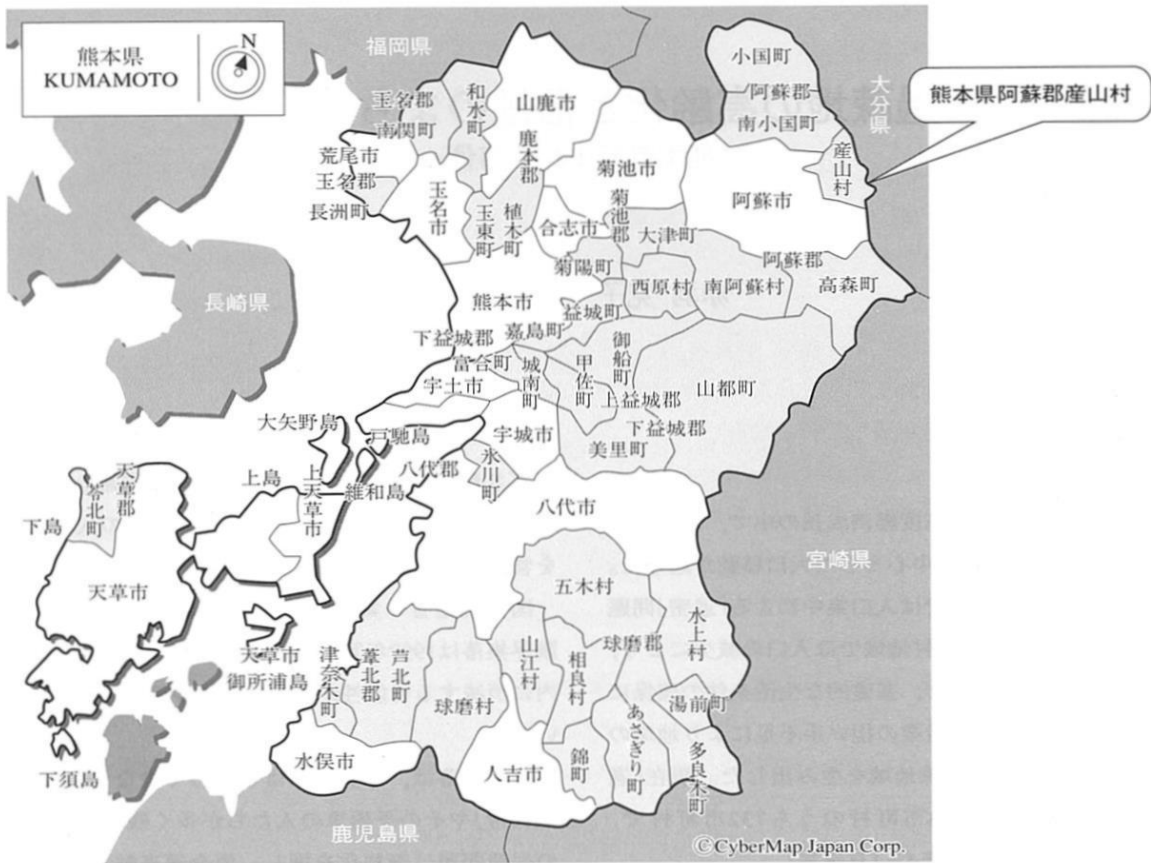 熊本県
KUMAMOTO
N
福岡県
小国町
阿蘇郡
南小国町
大分県
熊本県阿蘇郡産山村
産山村
玉名郡
南関町
和水町
山鹿市
鹿本郡
植木町
荒尾市
玉名郡
長洲町
玉名市
玉東町
菊池市
菊池郡
合志市
大津町
菊陽町
阿蘇市
阿蘇郡
西原村
南阿蘇村
高森町
長崎県
熊本市
益城町
嘉島町
下益城郡
富合町
城南町
御船町
甲佐町
上益城郡
山都町
宇土市
下益城郡
美里町
宇城市
大矢野島
戸馳島
八代郡
氷川町
維和島
上島
上天草市
天草郡
苓北町
下島
天草市
八代市
宮崎県
五木村
水上村
球磨郡
山江村
相良村
湯前町
天草市
御所浦島
津奈木町
葦北郡
芦北町
球磨村
あさぎり町
多良木町
錦町
人吉市
水俣市
下須島
鹿児島県
©CyberMap Japan Corp.